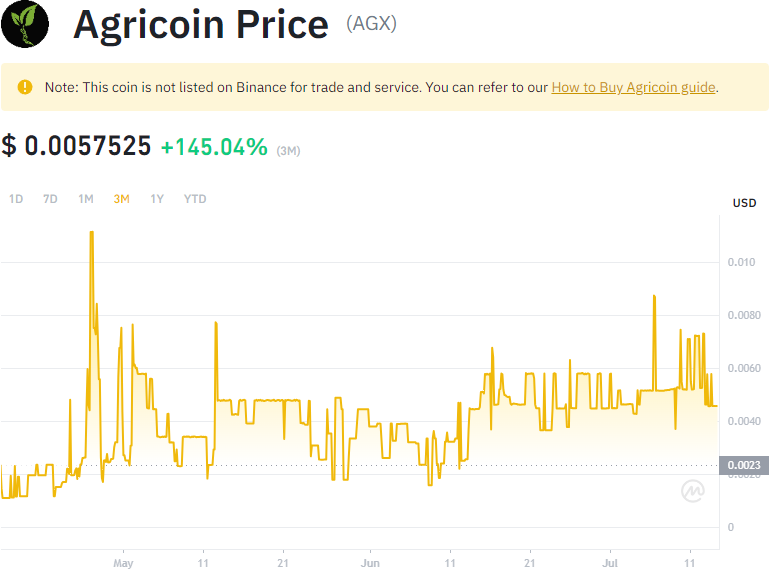 Agricoin Price (AGX)
Note: This coin is not listed on Binance for trade and service. You can refer to our How to Buy Agricoin guide.
$ 0.0057525 +145.04% (3M)
1D 7D 1M 3M 1Y YTD
USD
0.010
0.0080
0.0060
0.0040
0.0023
0
May 11 21 Jun 11 21 Jul 11